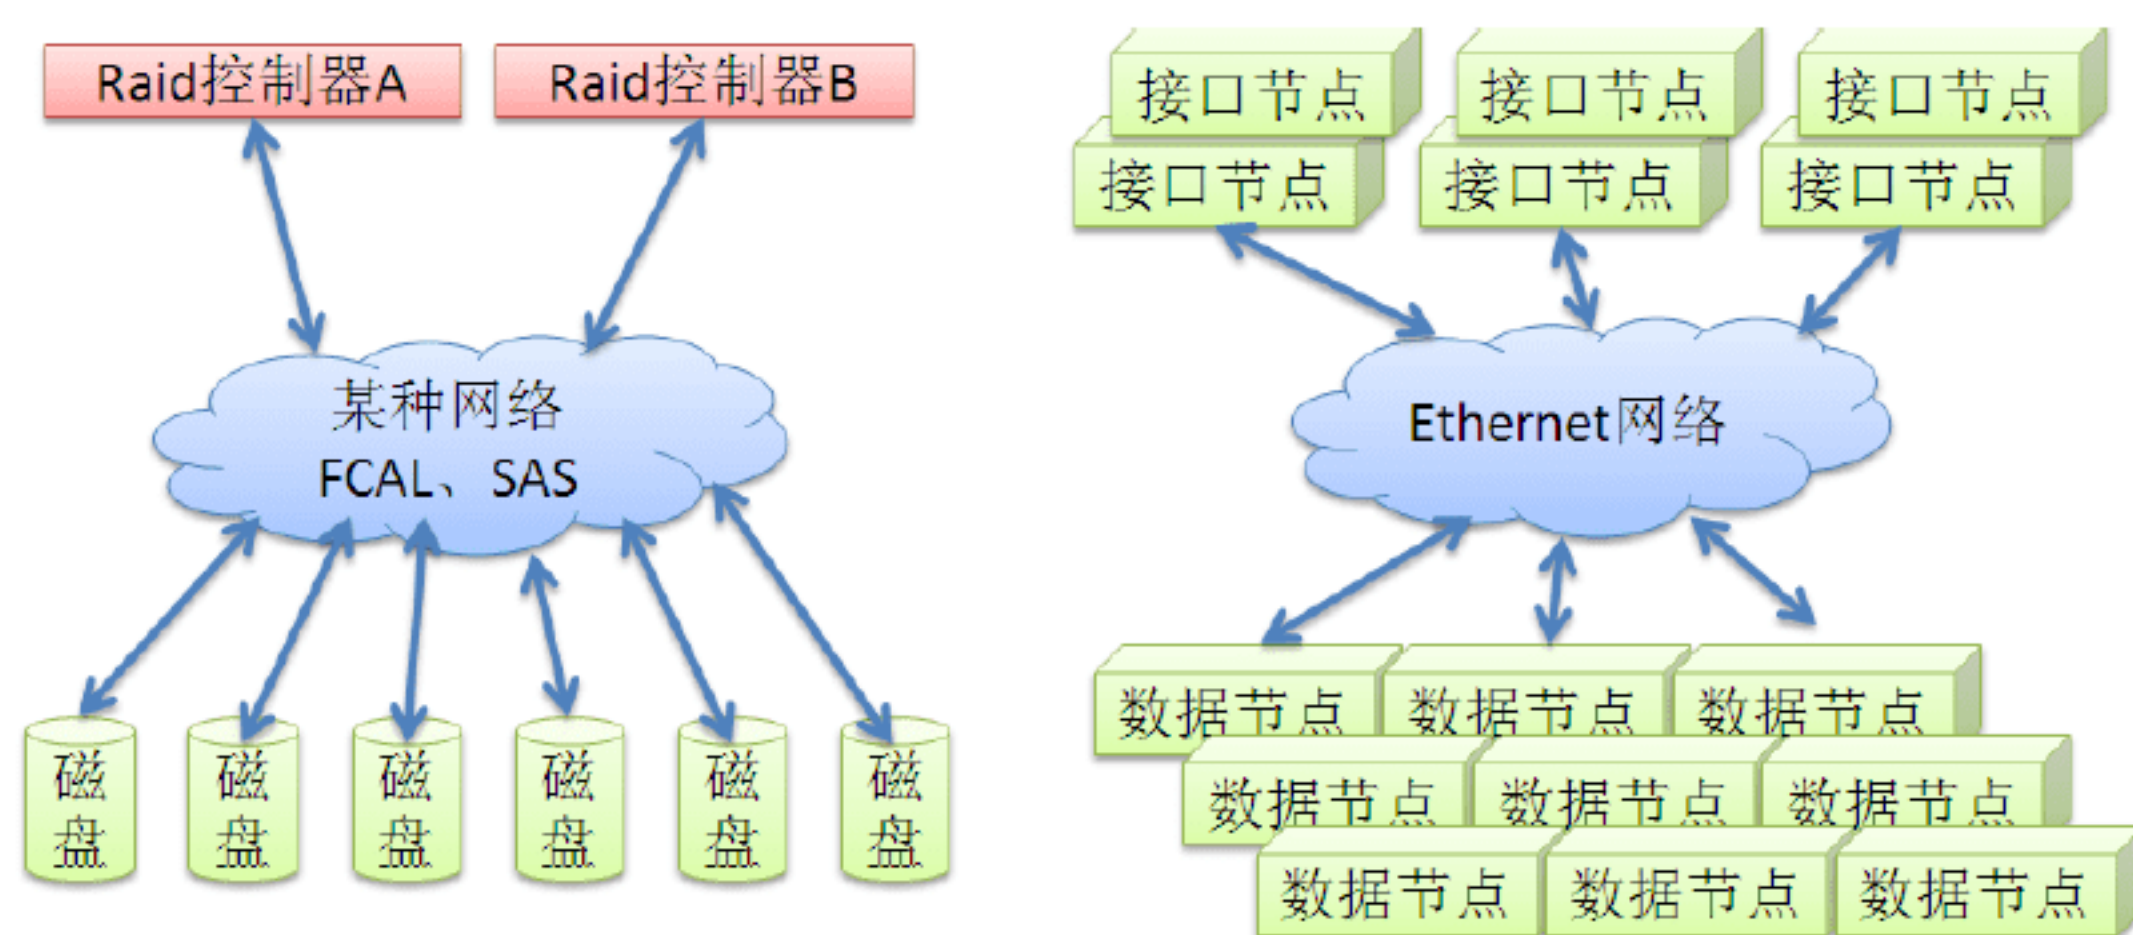 Raid控制器A
Raid控制器B
某种网络
FCAL、SAS
磁盘
磁盘
磁盘
磁盘
磁盘
磁盘
接口节点
接口节点
接口节点
接口节点
接口节点
接口节点
Ethernet网络
数据节点
数据节点
数据节点
数据节点
数据节点
数据节点
数据节点
数据节点
数据节点